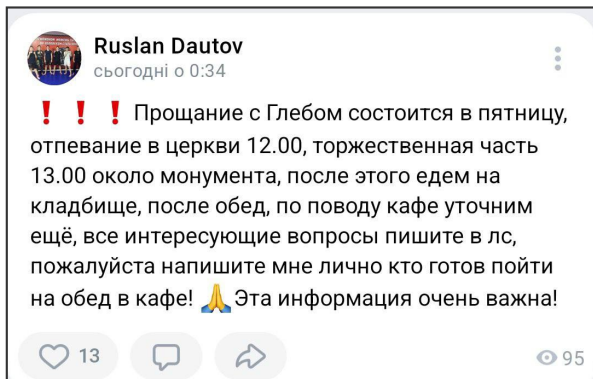 Ruslan Dautov
сьогодні о 0:34
❗ ❗ ❗ Прощание с Глебом состоится в пятницу,
отпевание в церкви 12.00, торжественная часть
13.00 около монумента, после этого едем на
кладбище, после обед, по поводу кафе уточним
ещё, все интересующие вопросы пишите в лс,
пожалуйста напишите мне лично кто готов пойти
на обед в кафе! 🙏Эта информация очень важна!
13
95